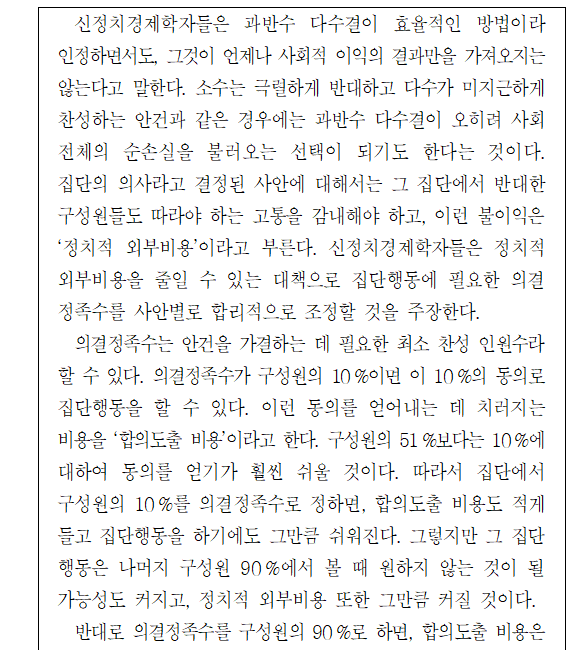 신정치경제학자들은 과반수 다수결이 효율적인 방법이라
인정하면서도, 그것이 언제나 사회적 이익의 결과만을 가져오지는
않는다고 말한다. 소수는 극렬하게 반대하고 다수가 미지근하게
찬성하는 안건과 같은 경우에는 과반수 다수결이 오히려 사회
전체의 순손실을 불러오는 선택이 되기도 한다는 것이다.
집단의 의사라고 결정된 사안에 대해서는 그 집단에서 반대한
구성원들도 따라야 하는 고통을 감내해야 하고, 이런 불이익은
‘정치적 외부비용’이라고 부른다. 신정치경제학자들은 정치적
외부비용을 줄일 수 있는 대책으로 집단행동에 필요한 의결
정족수를 사안별로 합리적으로 조정할 것을 주장한다.
의결정족수는 안건을 가결하는 데 필요한 최소 찬성 인원수라
할 수 있다. 의결정족수가 구성원의 10%이면 이 10%의 동의로
집단행동을 할 수 있다. 이런 동의를 얻어내는 데 치러지는
비용을 ‘합의도출 비용’이라고 한다. 구성원의 51%보다는 10%에
대하여 동의를 얻기가 훨씬 쉬울 것이다. 따라서 집단에서
구성원의 10%를 의결정족수로 정하면, 합의도출 비용도 적게
들고 집단행동을 하기에도 그만큼 쉬워진다. 그렇지만 그 집단
행동은 나머지 구성원 90%에서 볼 때 원하지 않는 것이 될
가능성도 커지고, 정치적 외부비용 또한 그만큼 커질 것이다.
반대로 의결정족수를 구성원의 90%로 하면, 합의도출 비용은